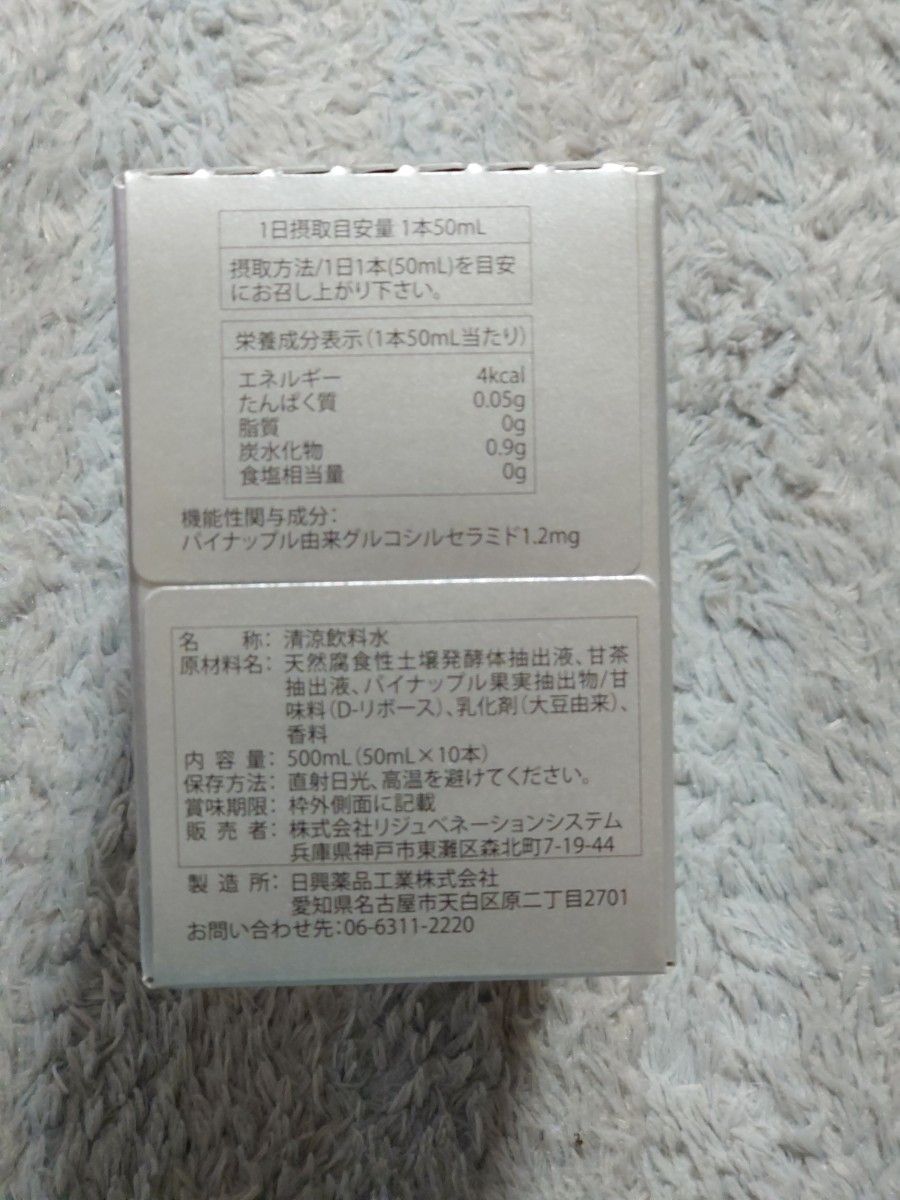 1日摂取目安量 1本50mL
摂取方法/1日1本(50mL)を目安
にお召し上がり下さい。
栄養成分表示(1本50mL当たり)
エネルギー 4kcal
たんぱく質 0.05g
脂質 0g
炭水化物 0.9g
食塩相当量 0g
機能性関与成分:
パイナップル由来グルコシルセラミド1.2mg
名 称: 清涼飲料水
原材料名: 天然腐食性土壌発酵体抽出液、甘茶
抽出液、パイナップル果実抽出物/甘
味料(D-リボース)、乳化剤(大豆由来)、
香料
内容量: 500mL(50mL×10本)
保存方法: 直射日光、高温を避けてください。
賞味期限: 枠外側面に記載
販売者: 株式会社リジュベネーションシステム
兵庫県神戸市東灘区森北町7-19-44
製造所: 日興薬品工業株式会社
愛知県名古屋市天白区原二丁目2701
お問い合わせ先:06-6311-2220